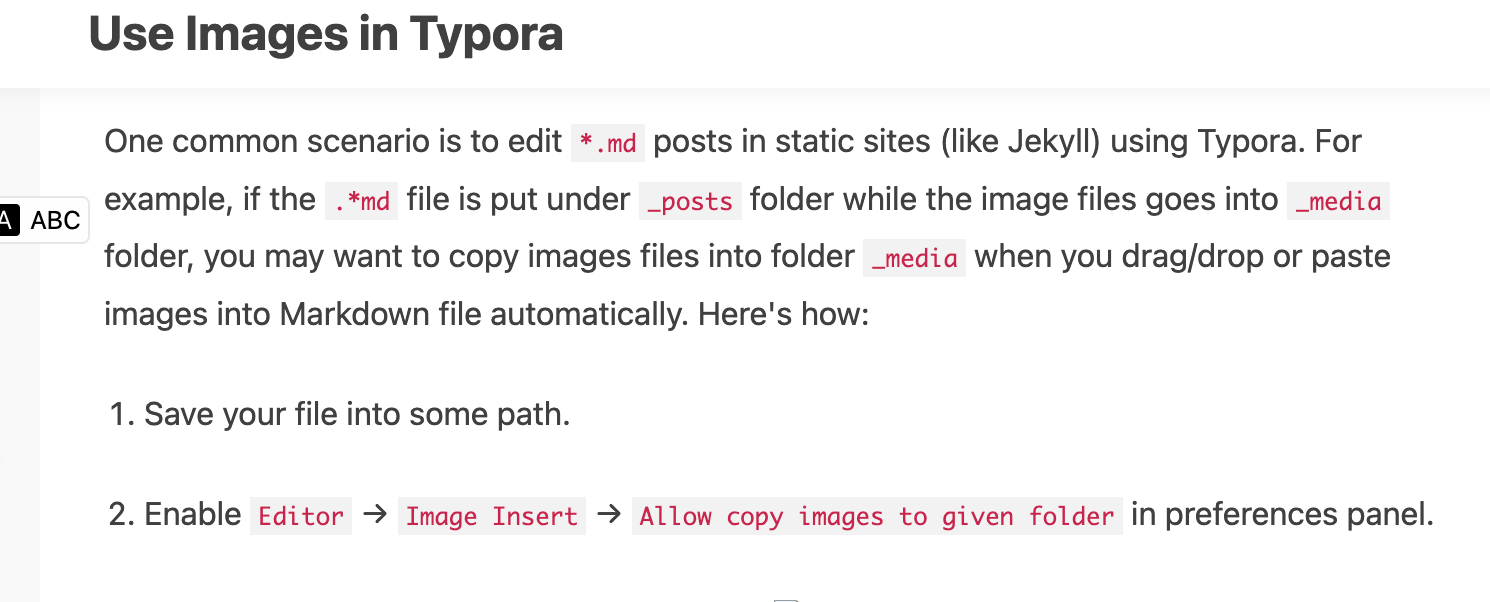 Use Images in Typora
One common scenario is to edit *.md posts in static sites (like Jekyll) using Typora. For
example, if the .*md file is put under _posts folder while the image files goes into _media
A ABC
folder, you may want to copy images files into folder _media when you drag/drop or paste
images into Markdown file automatically. Here's how:
1. Save your file into some path.
2. Enable Editor → Image Insert → Allow copy images to given folder in preferences panel.